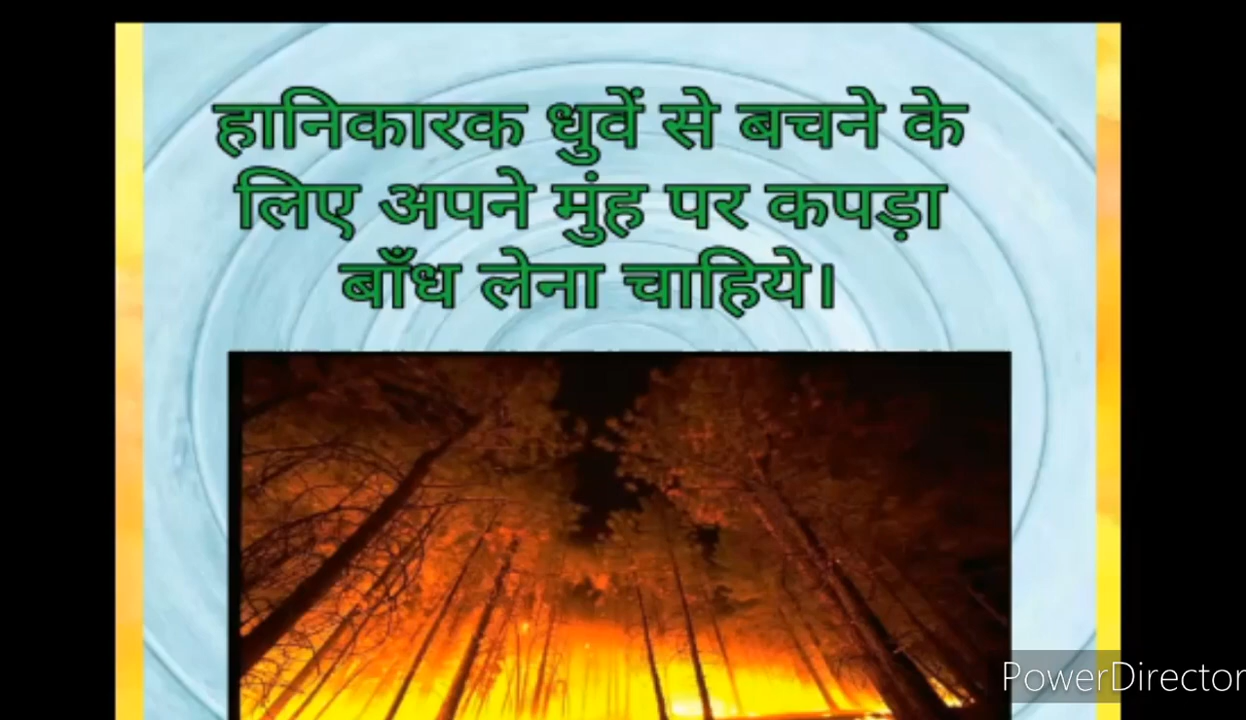 हानिकारक धुवें से बचने के
लिए अपने मुंह पर कपड़ा
बाँध लेना चाहिये।
PowerDirector